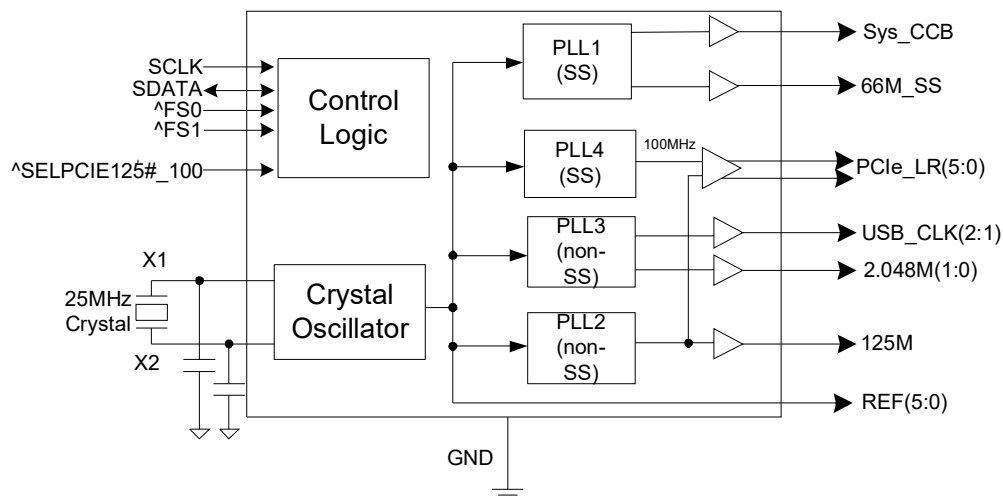 SCLK
SDATA
^FS0
^FS1
^SELPCIE125#_100
Control
Logic
X1
25MHz
Crystal
X2
Crystal
Oscillator
PLL1
(SS)
PLL4
(SS)
100MHz
PLL3
(non-
SS)
PLL2
(non-
SS)
Sys_CCB
66M_SS
PCIe_LR(5:0)
USB_CLK(2:1)
2.048M(1:0)
125M
REF(5:0)
GND